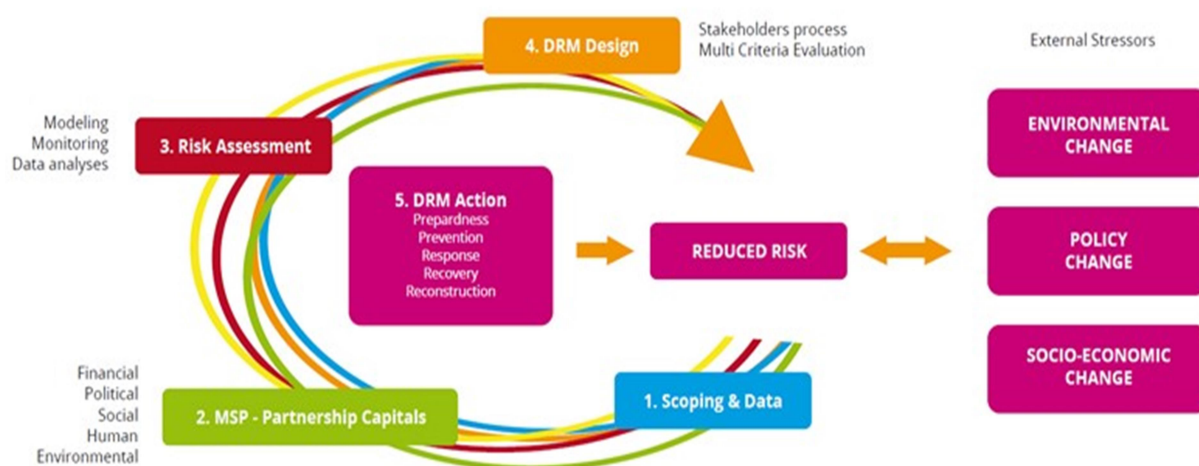 4. DRM Design
Stakeholders process
Multi Criteria Evaluation
External Stressors
Modeling
Monitoring
Data analyses
3. Risk Assessment
ENVIRONMENTAL
CHANGE
5. DRM Action
Prepardness
Prevention
Response
Recovery
Reconstruction
REDUCED RISK
POLICY
CHANGE
SOCIO-ECONOMIC
CHANGE
Financial
Political
Social
Human
Environmental
2. MSP - Partnership Capitals
1. Scoping & Data